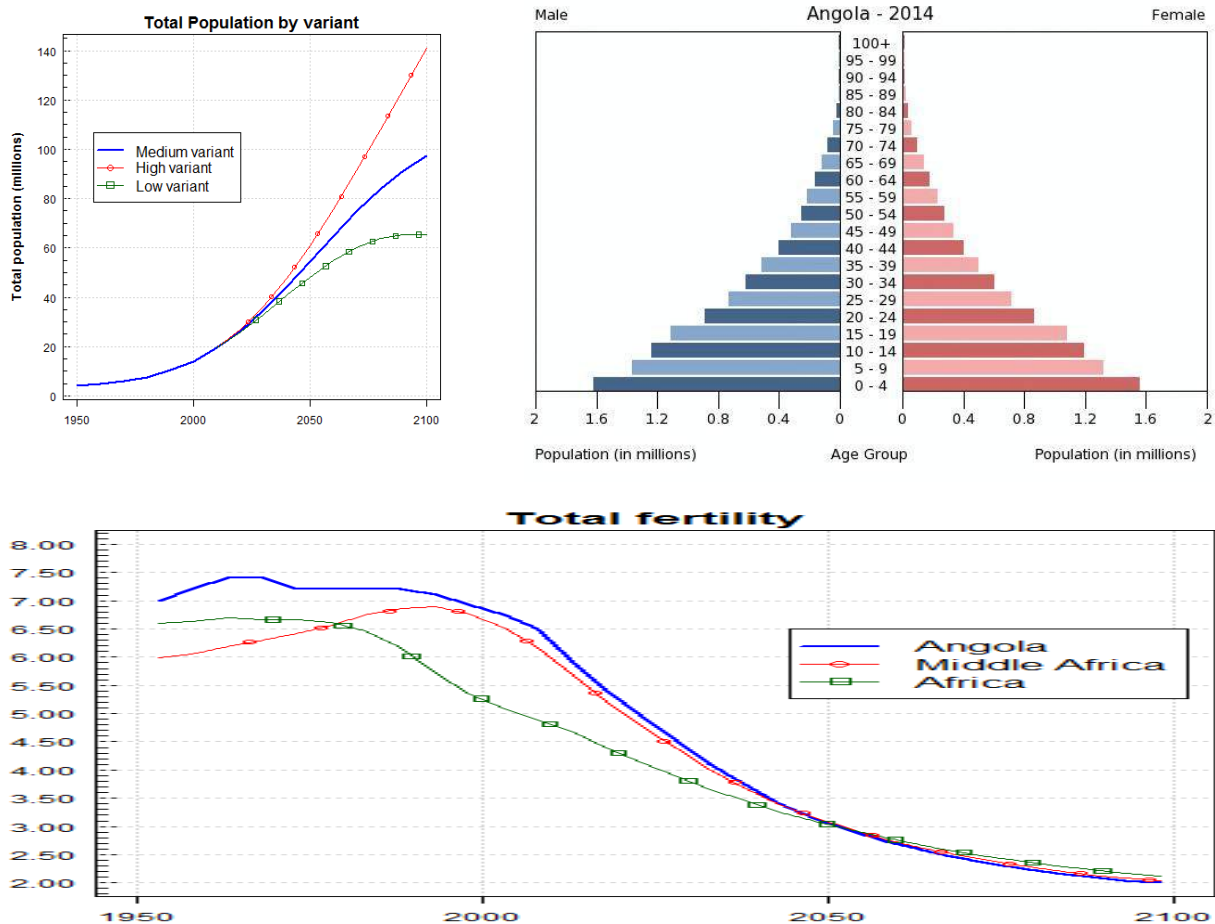 Total Population by variant
Total population (millions)
140
120
100
80
60
40
20
0
1950 2000 2050 2100
Medium variant
High variant
Low variant
Male Angola - 2014 Female
100+
95 - 99
90 - 94
85 - 89
80 - 84
75 - 79
70 - 74
65 - 69
60 - 64
55 - 59
50 - 54
45 - 49
40 - 44
35 - 39
30 - 34
25 - 29
20 - 24
15 - 19
10 - 14
5 - 9
0 - 4
2 1.6 1.2 0.8 0.4 0 0 0.4 0.8 1.2 1.6 2
Population (in millions) Age Group Population (in millions)
Total fertility
8.00
7.50
7.00
6.50
6.00
5.50
5.00
4.50
4.00
3.50
3.00
2.50
2.00
Angola
Middle Africa
Africa
1950 2000 2050 2100